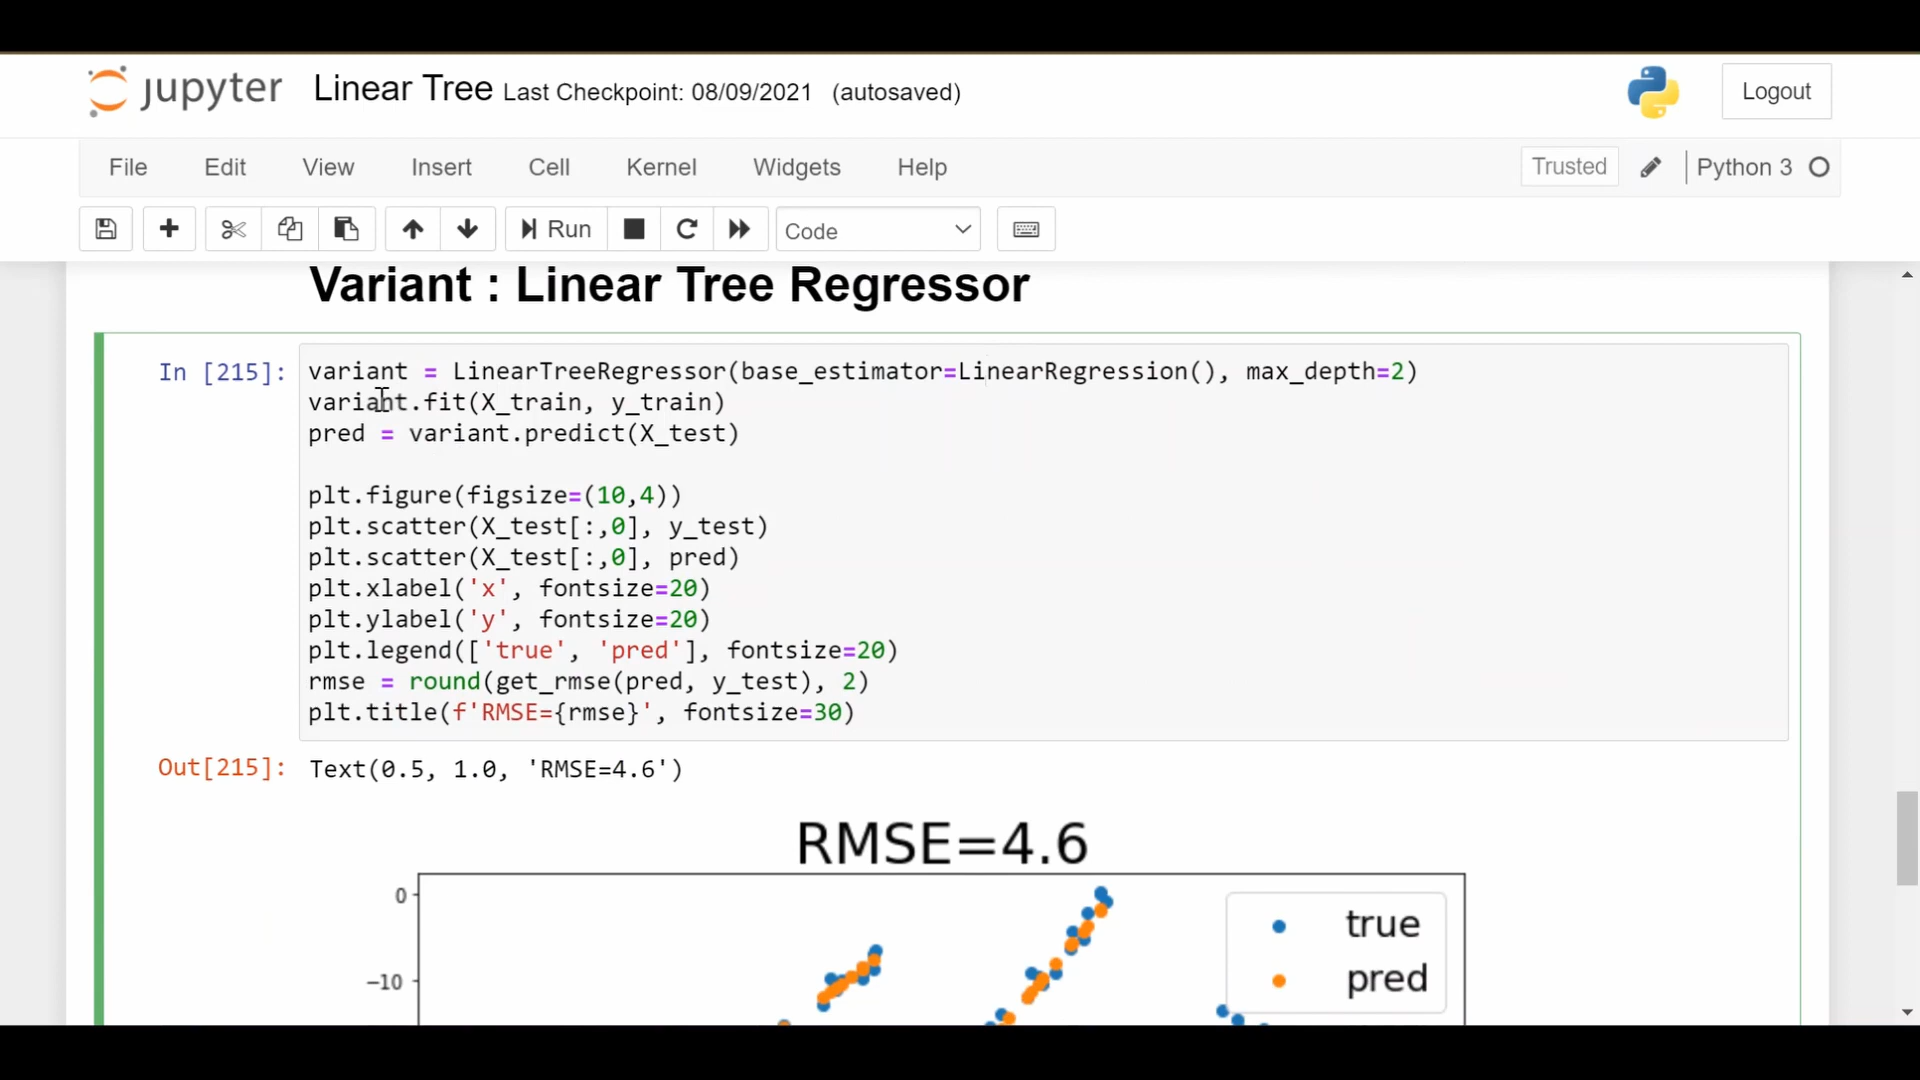 jupyter Linear Tree Last Checkpoint: 08/09/2021 (autosaved) Logout
File Edit View Insert Cell Kernel Widgets Help Trusted Python 3
Run Code
Variant : Linear Tree Regressor
In [215]: variant = LinearTreeRegressor(base_estimator=LinearRegression(), max_depth=2)
variant.fit(X_train, y_train)
pred = variant.predict(X_test)
plt.figure(figsize=(10,4))
plt.scatter(X_test[:,0], y_test)
plt.scatter(X_test[:,0], pred)
plt.xlabel('x', fontsize=20)
plt.ylabel('y', fontsize=20)
plt.legend(['true', 'pred'], fontsize=20)
rmse = round(get_rmse(pred, y_test), 2)
plt.title(f'RMSE={rmse}', fontsize=30)
Out[215]: Text(0.5, 1.0, 'RMSE=4.6')
RMSE=4.6
0
true
−10
pred